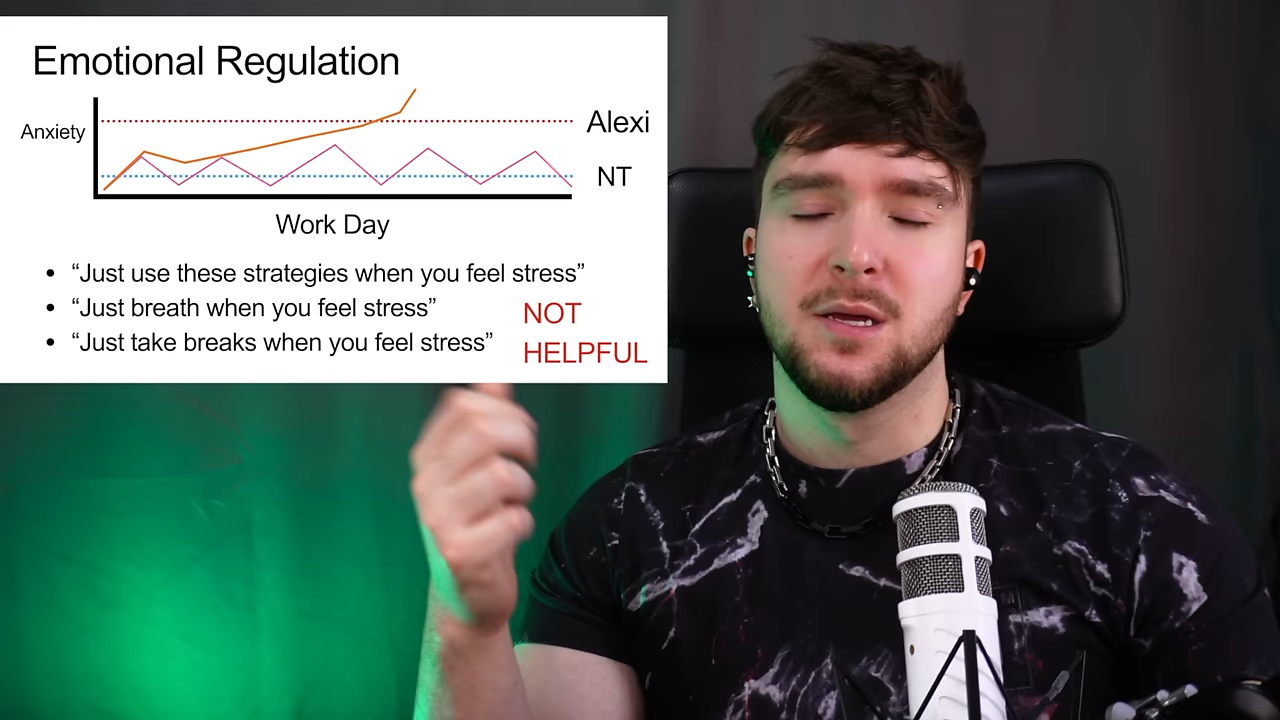 Emotional Regulation
Anxiety
Alexi
NT
Work Day
• “Just use these strategies when you feel stress”
• “Just breath when you feel stress”
• “Just take breaks when you feel stress”
NOT
HELPFUL